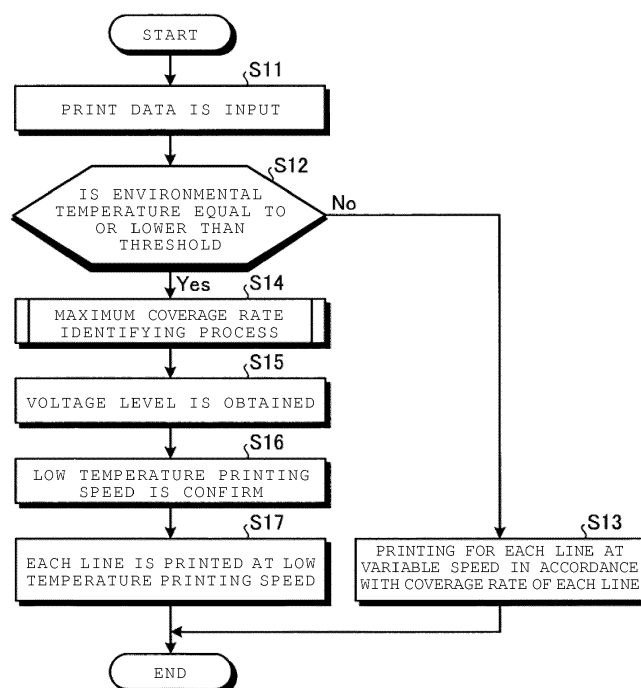 START
S11
PRINT DATA IS INPUT
S12
IS ENVIRONMENTAL
TEMPERATURE EQUAL TO
OR LOWER THAN
THRESHOLD
No
Yes
S14
MAXIMUM COVERAGE RATE
IDENTIFYING PROCESS
S15
VOLTAGE LEVEL IS OBTAINED
S16
LOW TEMPERATURE PRINTING
SPEED IS CONFIRM
S17
EACH LINE IS PRINTED AT LOW
TEMPERATURE PRINTING SPEED
S13
PRINTING FOR EACH LINE AT
VARIABLE SPEED IN ACCORDANCE
WITH COVERAGE RATE OF EACH LINE
END